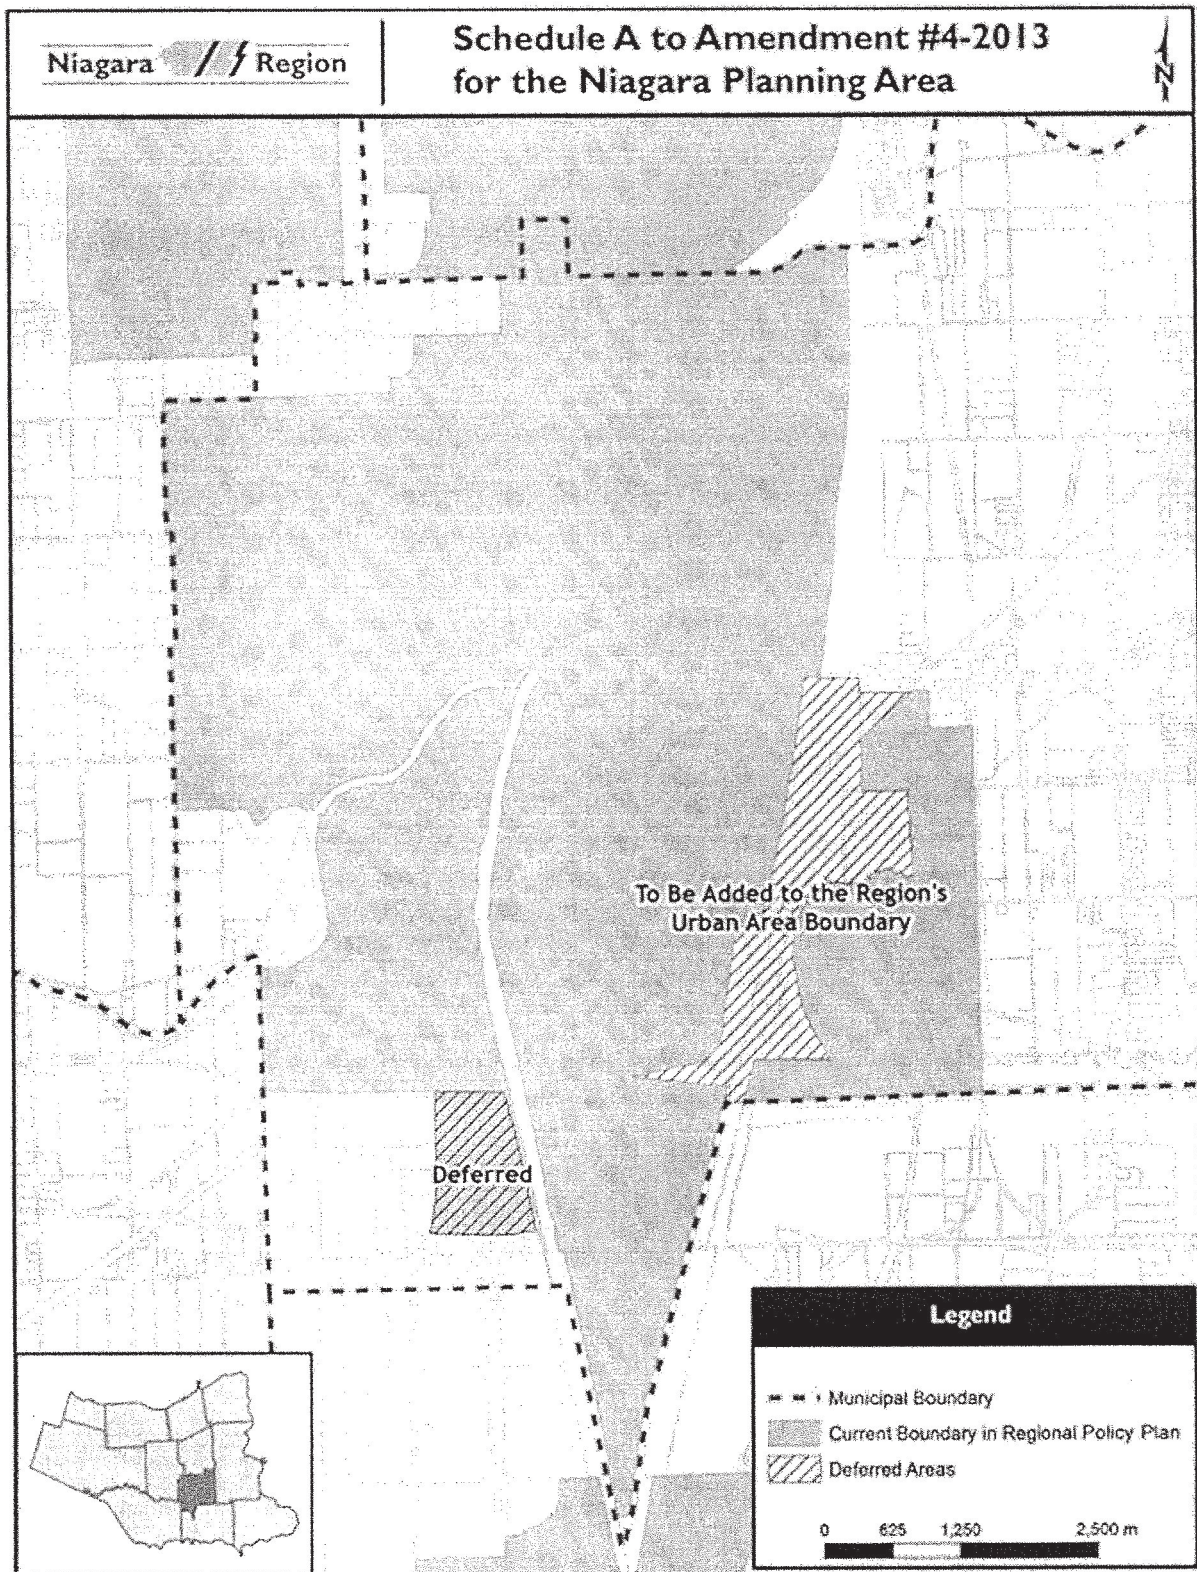 Niagara Region
Schedule A to Amendment #4-2013
for the Niagara Planning Area
N
To Be Added to the Region's
Urban Area Boundary
Deferred
Legend
Municipal Boundary
Current Boundary in Regional Policy Plan
Deferred Areas
0 625 1,250 2,500 m